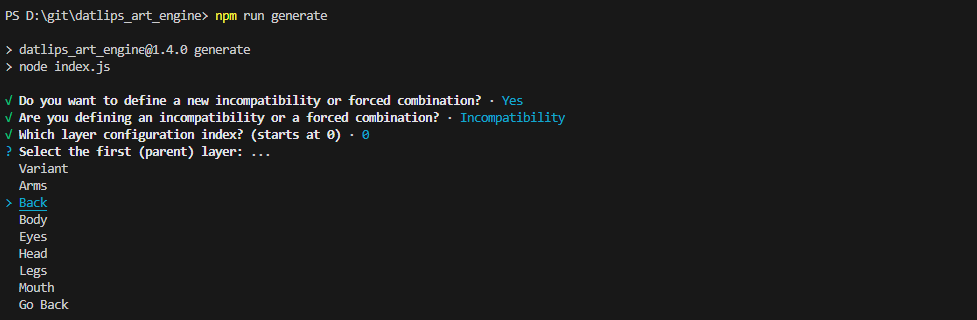 PS D:\git\datlips_art_engine> npm run generate
> datlips_art_engine@1.4.0 generate
> node index.js
√ Do you want to define a new incompatibility or forced combination? · Yes
√ Are you defining an incompatibility or a forced combination? · Incompatibility
√ Which layer configuration index? (starts at 0) · 0
? Select the first (parent) layer: ...
Variant
Arms
> Back
Body
Eyes
Head
Legs
Mouth
Go Back